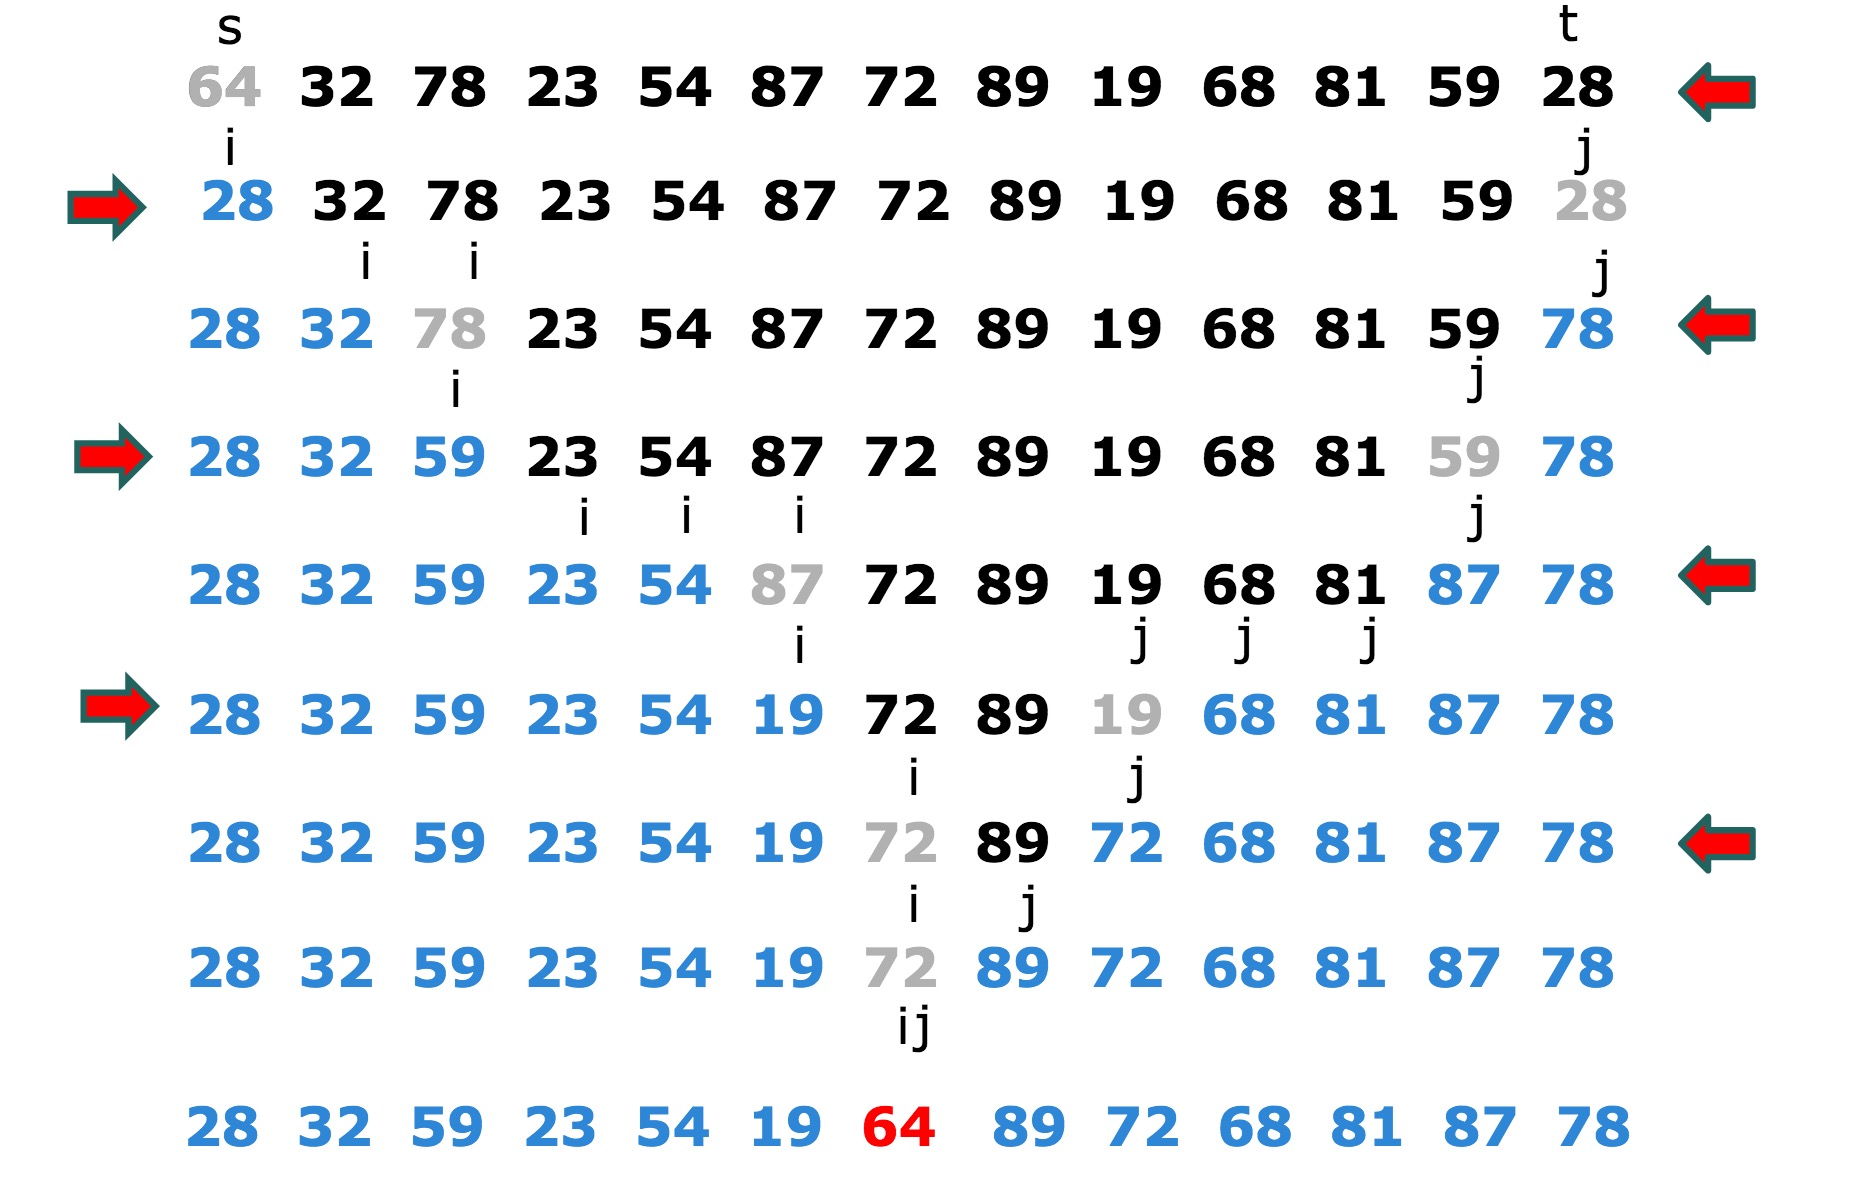 s t
64 32 78 23 54 87 72 89 19 68 81 59 28
i j
28 32 78 23 54 87 72 89 19 68 81 59 28
i i j
28 32 78 23 54 87 72 89 19 68 81 59 78
i j
28 32 59 23 54 87 72 89 19 68 81 59 78
i i i j
28 32 59 23 54 87 72 89 19 68 81 87 78
i j j j
28 32 59 23 54 19 72 89 19 68 81 87 78
i j
28 32 59 23 54 19 72 89 72 68 81 87 78
i j
28 32 59 23 54 19 72 89 72 68 81 87 78
ij
28 32 59 23 54 19 64 89 72 68 81 87 78